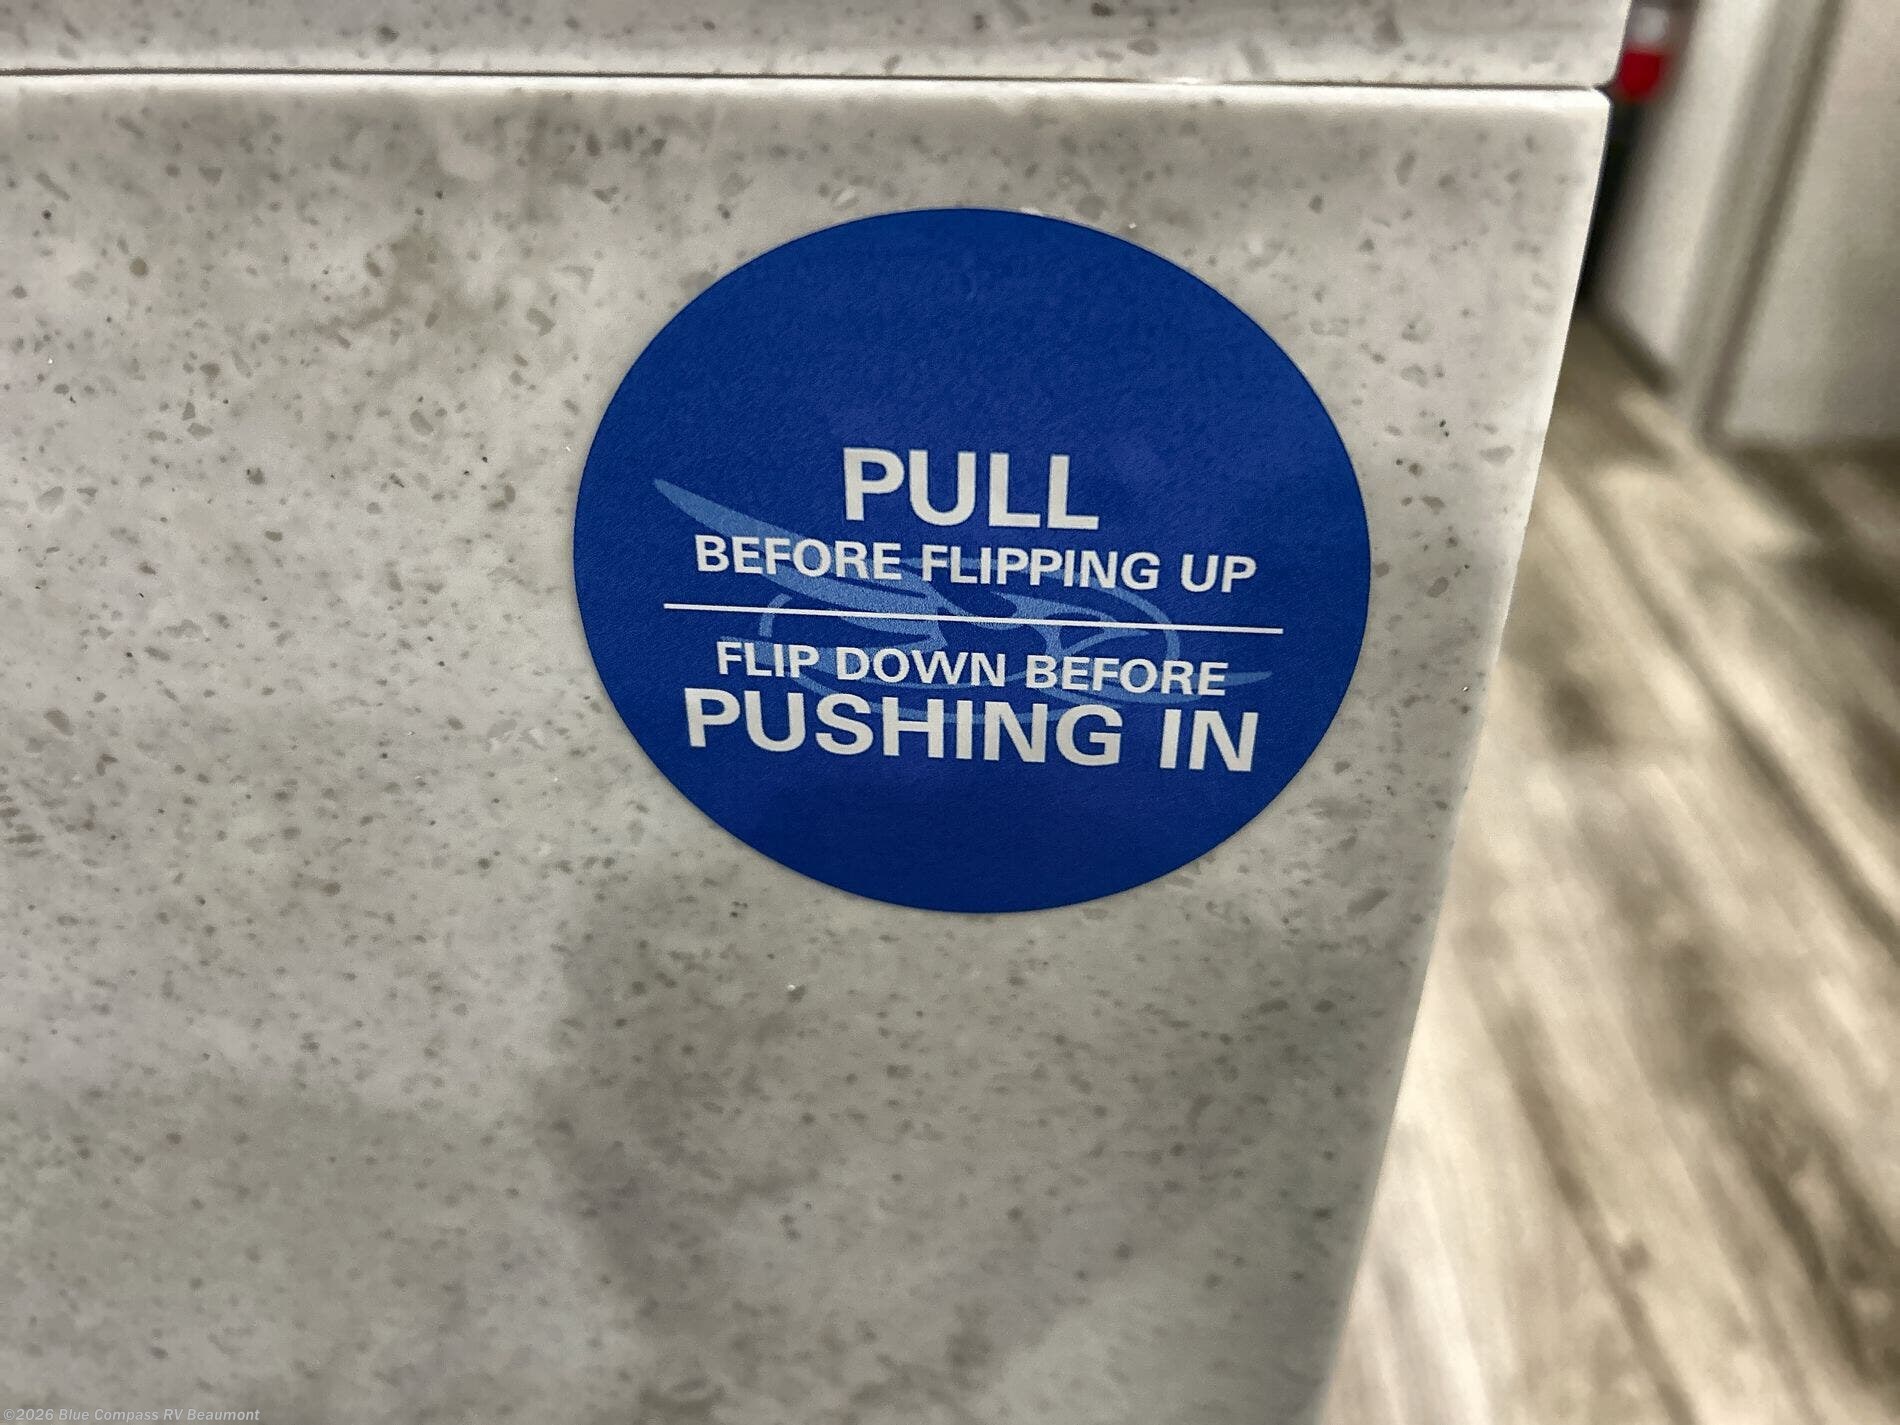 PULL
BEFORE FLIPPING UP
FLIP DOWN BEFORE
PUSHING IN
©2026 Blue Compass RV Beaumont